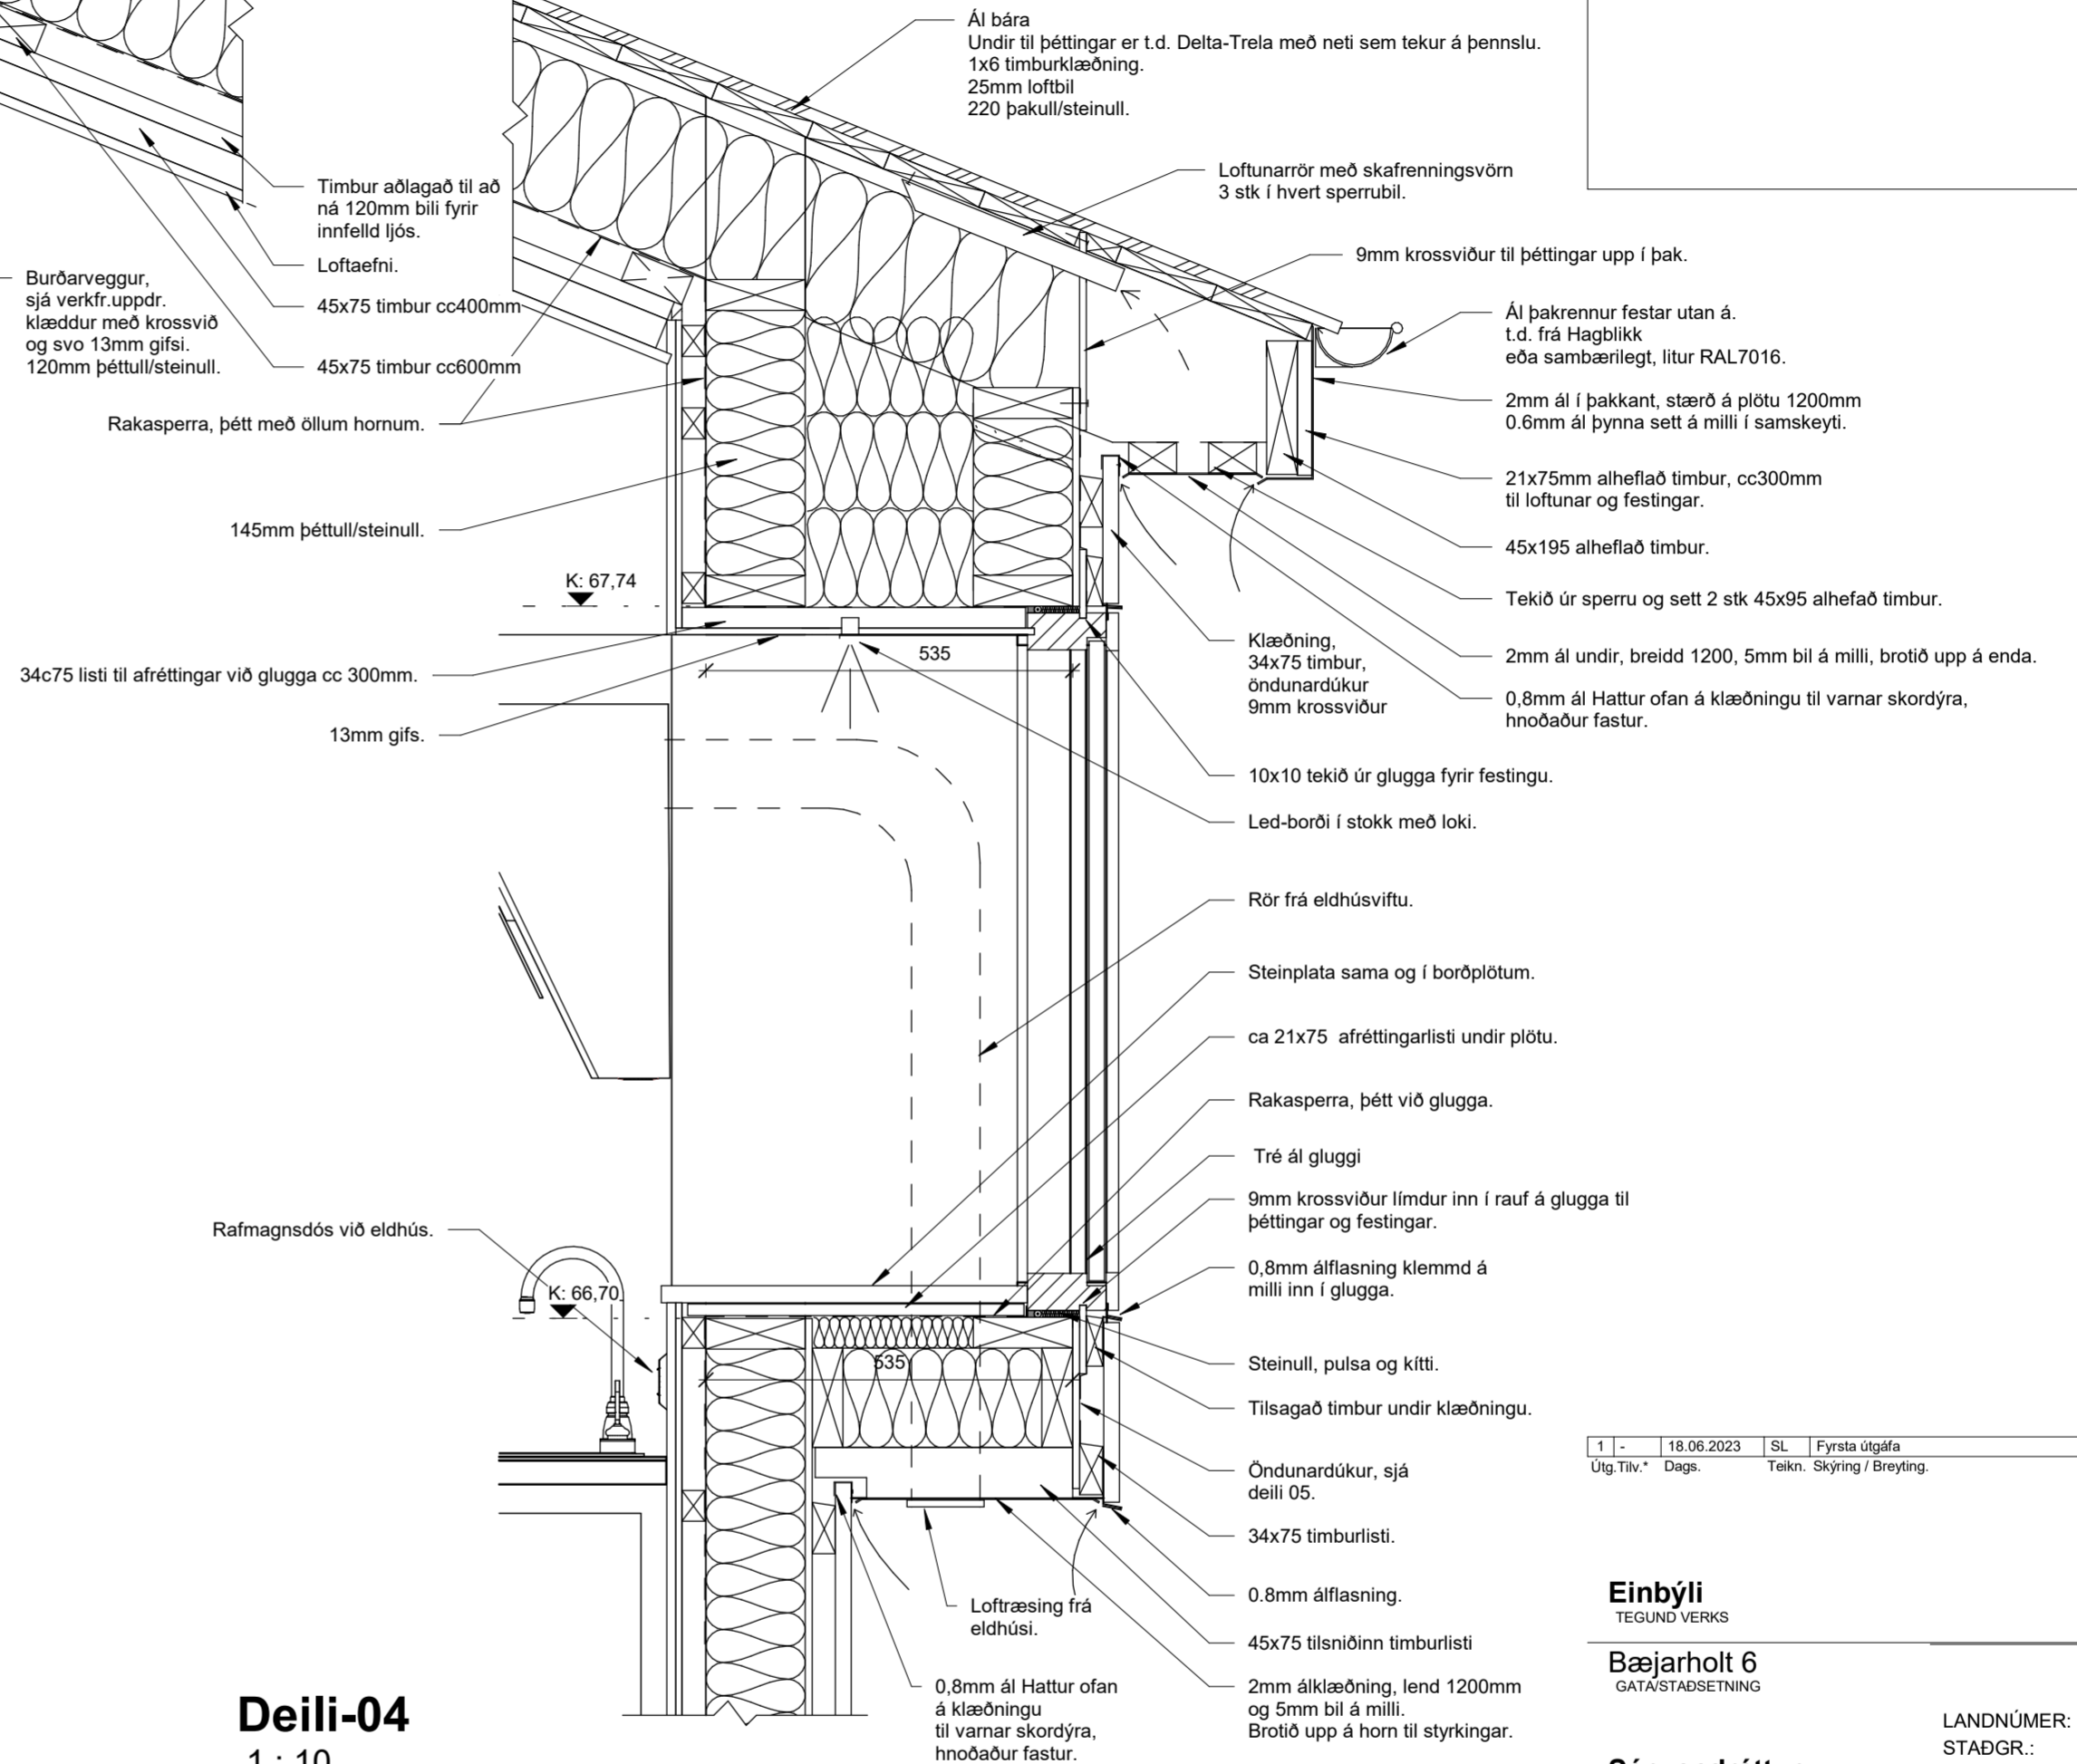 Ál bára
Undir til þéttingar er t.d. Delta-Trela með neti sem tekur á þennslu.
1x6 timburklæðning.
25mm loftbil
220 þakull/steinull.
Loftunarrör með skafrenningsvörn
3 stk í hvert sperrubil.
9mm krossviður til þéttingar upp í þak.
Ál þakrennur festar utan á.
t.d. frá Hagblikk
eða sambærilegt, litur RAL7016.
2mm ál í þakkant, stærð á plötu 1200mm
0.6mm ál þynna sett á milli í samskeyti.
21x75mm alheflað timbur, cc300mm
til loftunar og festingar.
45x195 alheflað timbur.
Tekið úr sperru og sett 2 stk 45x95 alhefað timbur.
2mm ál undir, breidd 1200, 5mm bil á milli, brotið upp á enda.
0,8mm ál Hattur ofan á klæðningu til varnar skordýra,
hnoðaður fastur.
Timbur aðlagað til að
ná 120mm bili fyrir
innfelld ljós.
Loftaefni.
45x75 timbur cc400mm
45x75 timbur cc600mm
Burðarveggur,
sjá verkfr.uppdr.
klæddur með krossvið
og svo 13mm gifsi.
120mm þéttull/steinull.
Rakasperra, þétt með öllum hornum.
145mm þéttull/steinull.
K: 67,74
34c75 listi til afréttingar við glugga cc 300mm.
13mm gifs.
535
Klæðning,
34x75 timbur,
öndunardúkur
9mm krossviður
10x10 tekið úr glugga fyrir festingu.
Led-borði í stokk með loki.
Rör frá eldhúsviftu.
Steinplata sama og í borðplötum.
ca 21x75 afréttingarlisti undir plötu.
Rakasperra, þétt við glugga.
Tré ál gluggi
9mm krossviður límdur inn í rauf á glugga til
þéttingar og festingar.
0,8mm álflasning klemmd á
milli inn í glugga.
Steinull, pulsa og kítti.
Tilsagað timbur undir klæðningu.
Öndunardúkur, sjá
deili 05.
34x75 timburlisti.
0.8mm álflasning.
45x75 tilsniðinn timburlisti
2mm álklæðning, lend 1200mm
og 5mm bil á milli.
Brotið upp á horn til styrkingar.
Rafmagnsdós við eldhús.
K: 66,70
535
Loftræsing frá
eldhúsi.
0,8mm ál Hattur ofan
á klæðningu
til varnar skordýra,
hnoðaður fastur.
Deili-04
1 : 10
1 - 18.06.2023 SL Fyrsta útgáfa
Útg.Tilv.* Dags. Teikn. Skýring / Breyting.
Einbýli
TEGUND VERKS
Bæjarholt 6
GATA/STAÐSETNING
LANDNÚMER:
STAÐGR.: